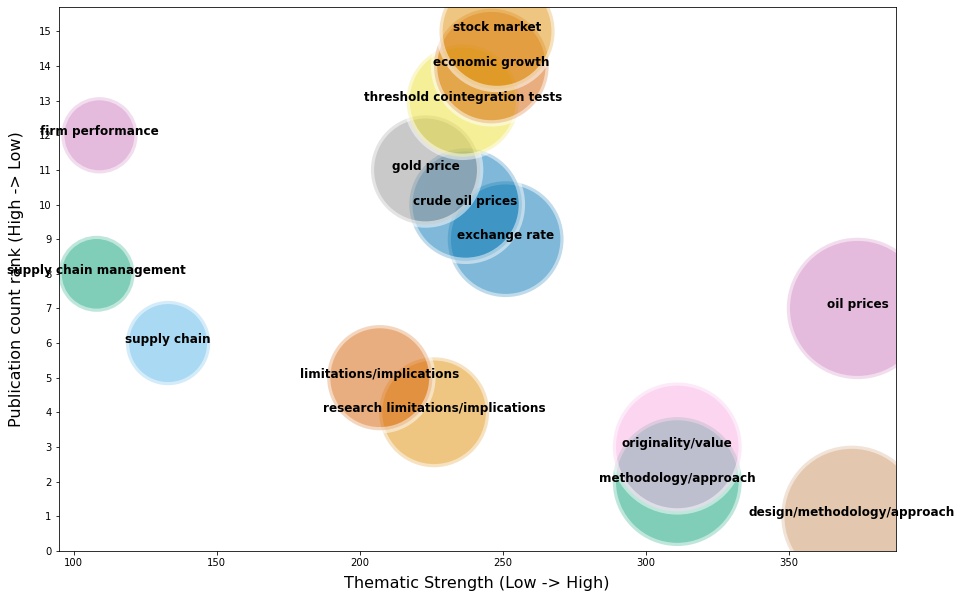 15
stock market
14
economic growth
13
threshold cointegration tests
12
firm performance
11
gold price
10
crude oil prices
9
exchange rate
8
supply chain management
7
oil prices
6
supply chain
5
limitations/implications
4
research limitations/implications
3
originality/value
2
methodology/approach
1
design/methodology/approach
0
100
150
200
250
300
350
Thematic Strength (Low -> High)
Publication count rank (High -> Low)